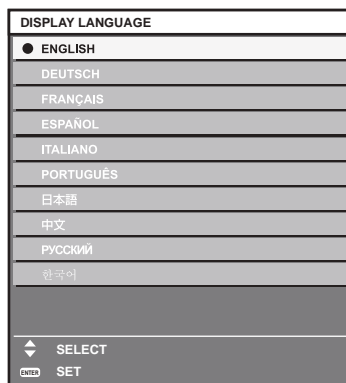 DISPLAY LANGUAGE
ENGLISH
DEUTSCH
FRANÇAIS
ESPAÑOL
ITALIANO
PORTUGUÊS
日本語
中文
РУССКИЙ
한국어
SELECT
ENTER SET